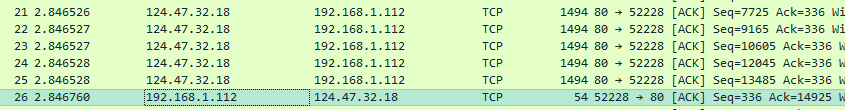 21 2.846526 124.47.32.18 192.168.1.112 TCP 1494 80 → 52228 [ACK] Seq=7725 Ack=336 Wi
22 2.846527 124.47.32.18 192.168.1.112 TCP 1494 80 → 52228 [ACK] Seq=9165 Ack=336 Wi
23 2.846527 124.47.32.18 192.168.1.112 TCP 1494 80 → 52228 [ACK] Seq=10605 Ack=336 W
24 2.846528 124.47.32.18 192.168.1.112 TCP 1494 80 → 52228 [ACK] Seq=12045 Ack=336 W
25 2.846528 124.47.32.18 192.168.1.112 TCP 1494 80 → 52228 [ACK] Seq=13485 Ack=336 W
26 2.846760 192.168.1.112 124.47.32.18 TCP 54 52228 → 80 [ACK] Seq=336 Ack=14925 W